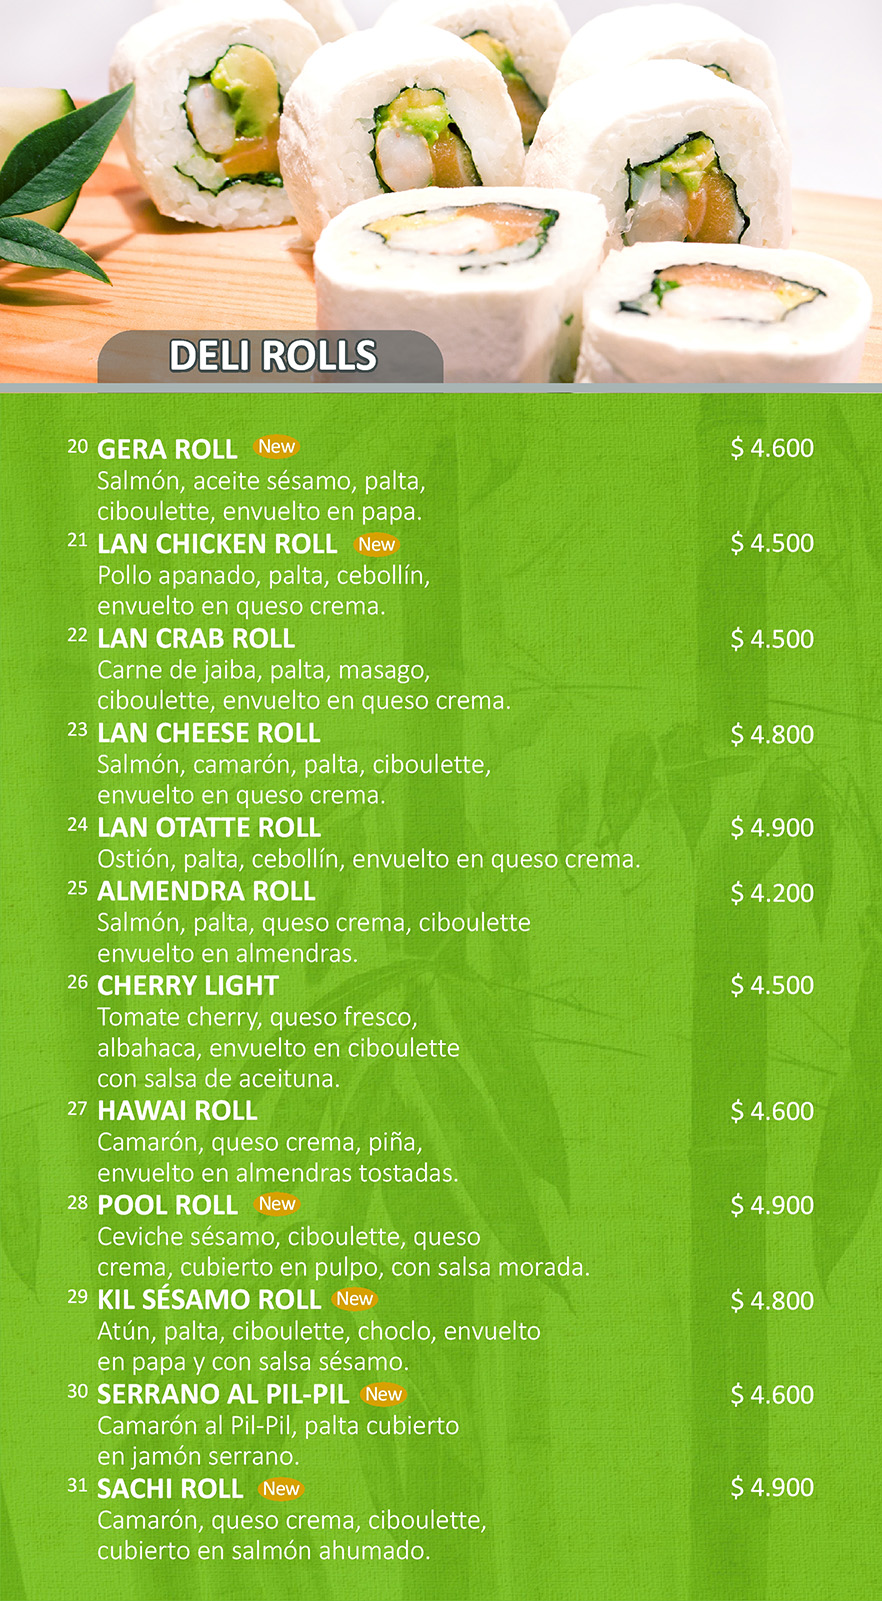 DELI ROLLS
20 GERA ROLL New $ 4.600
Salmón, aceite sésamo, palta,
ciboulette, envuelto en papa.
21 LAN CHICKEN ROLL New $ 4.500
Pollo apanado, palta, cebollín,
envuelto en queso crema.
22 LAN CRAB ROLL $ 4.500
Carne de jaiba, palta, masago,
ciboulette, envuelto en queso crema.
23 LAN CHEESE ROLL $ 4.800
Salmón, camarón, palta, ciboulette,
envuelto en queso crema.
24 LAN OTATTE ROLL $ 4.900
Ostión, palta, cebollín, envuelto en queso crema.
25 ALMENDRA ROLL $ 4.200
Salmón, palta, queso crema, ciboulette
envuelto en almendras.
26 CHERRY LIGHT $ 4.500
Tomate cherry, queso fresco,
albahaca, envuelto en ciboulette
con salsa de aceituna.
27 HAWAI ROLL $ 4.600
Camarón, queso crema, piña,
envuelto en almendras tostadas.
28 POOL ROLL New $ 4.900
Ceviche sésamo, ciboulette, queso
crema, cubierto en pulpo, con salsa morada.
29 KIL SÉSAMO ROLL New $ 4.800
Atún, palta, ciboulette, choclo, envuelto
en papa y con salsa sésamo.
30 SERRANO AL PIL-PIL New $ 4.600
Camarón al Pil-Pil, palta cubierto
en jamón serrano.
31 SACHI ROLL New $ 4.900
Camarón, queso crema, ciboulette,
cubierto en salmón ahumado.